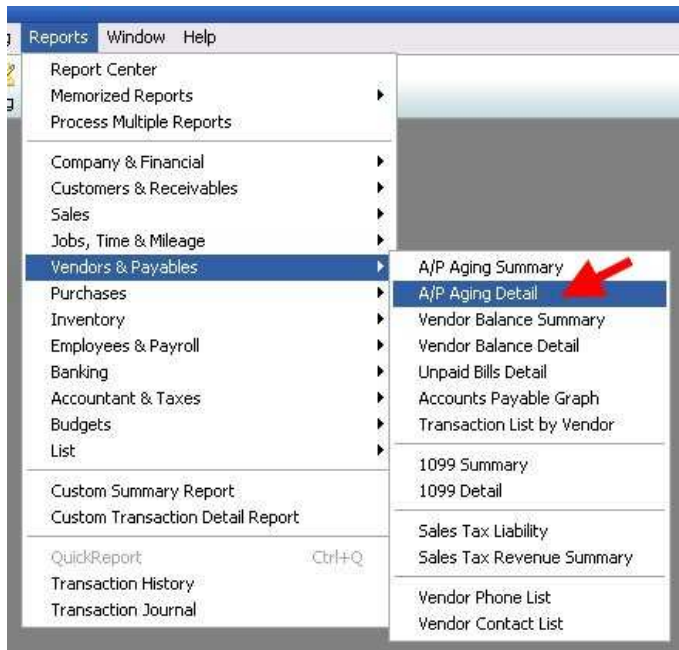 Reports Window Help
Report Center
Memorized Reports
Process Multiple Reports
Company & Financial
Customers & Receivables
Sales
Jobs, Time & Mileage
Vendors & Payables
Purchases
Inventory
Employees & Payroll
Banking
Accountant & Taxes
Budgets
List
Custom Summary Report
Custom Transaction Detail Report
QuickReport Ctrl+Q
Transaction History
Transaction Journal
A/P Aging Summary
A/P Aging Detail
Vendor Balance Summary
Vendor Balance Detail
Unpaid Bills Detail
Accounts Payable Graph
Transaction List by Vendor
1099 Summary
1099 Detail
Sales Tax Liability
Sales Tax Revenue Summary
Vendor Phone List
Vendor Contact List